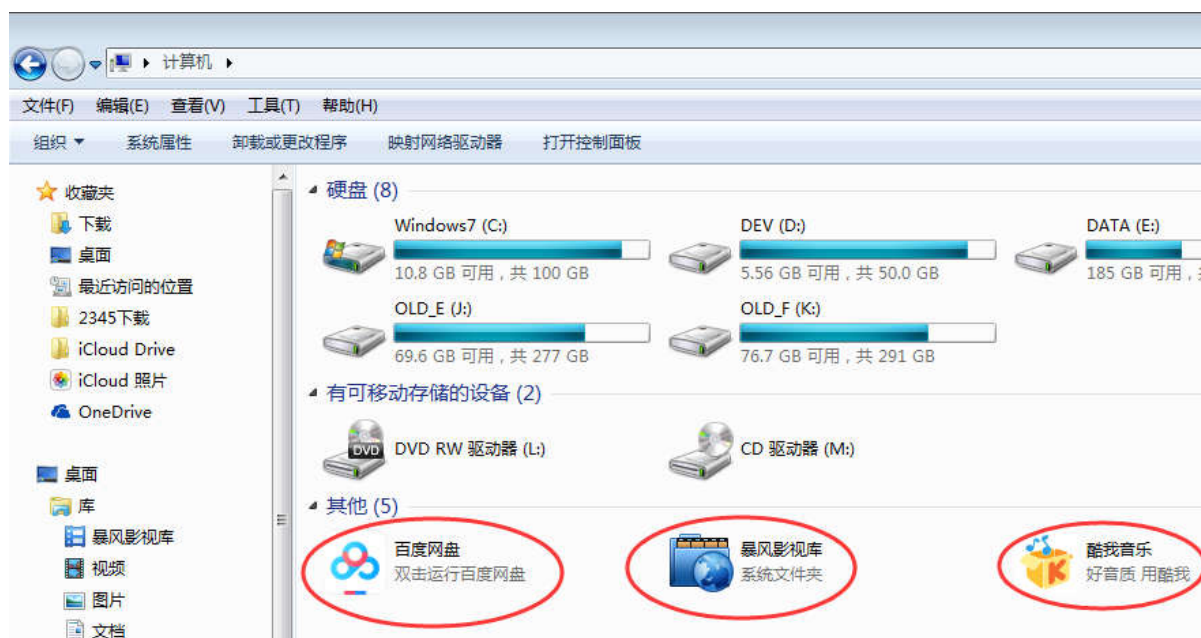 计算机
文件(F) 编辑(E) 查看(V) 工具(T) 帮助(H)
组织 系统属性 卸载或更改程序 映射网络驱动器 打开控制面板
收藏夹
下载
桌面
最近访问的位置
2345下载
iCloud Drive
iCloud 照片
OneDrive
桌面
库
暴风影视库
视频
图片
文档
硬盘 (8)
Windows7 (C:) DEV (D:) DATA (E:)
10.8 GB 可用，共 100 GB 5.56 GB 可用，共 50.0 GB 185 GB 可用，
OLD_E (J:) OLD_F (K:)
69.6 GB 可用，共 277 GB 76.7 GB 可用，共 291 GB
有可移动存储的设备 (2)
DVD
DVD RW 驱动器 (L:) CD 驱动器 (M:)
其他 (5)
百度网盘 暴风影视库 酷我音乐
双击运行百度网盘 系统文件夹 好音质 用酷我